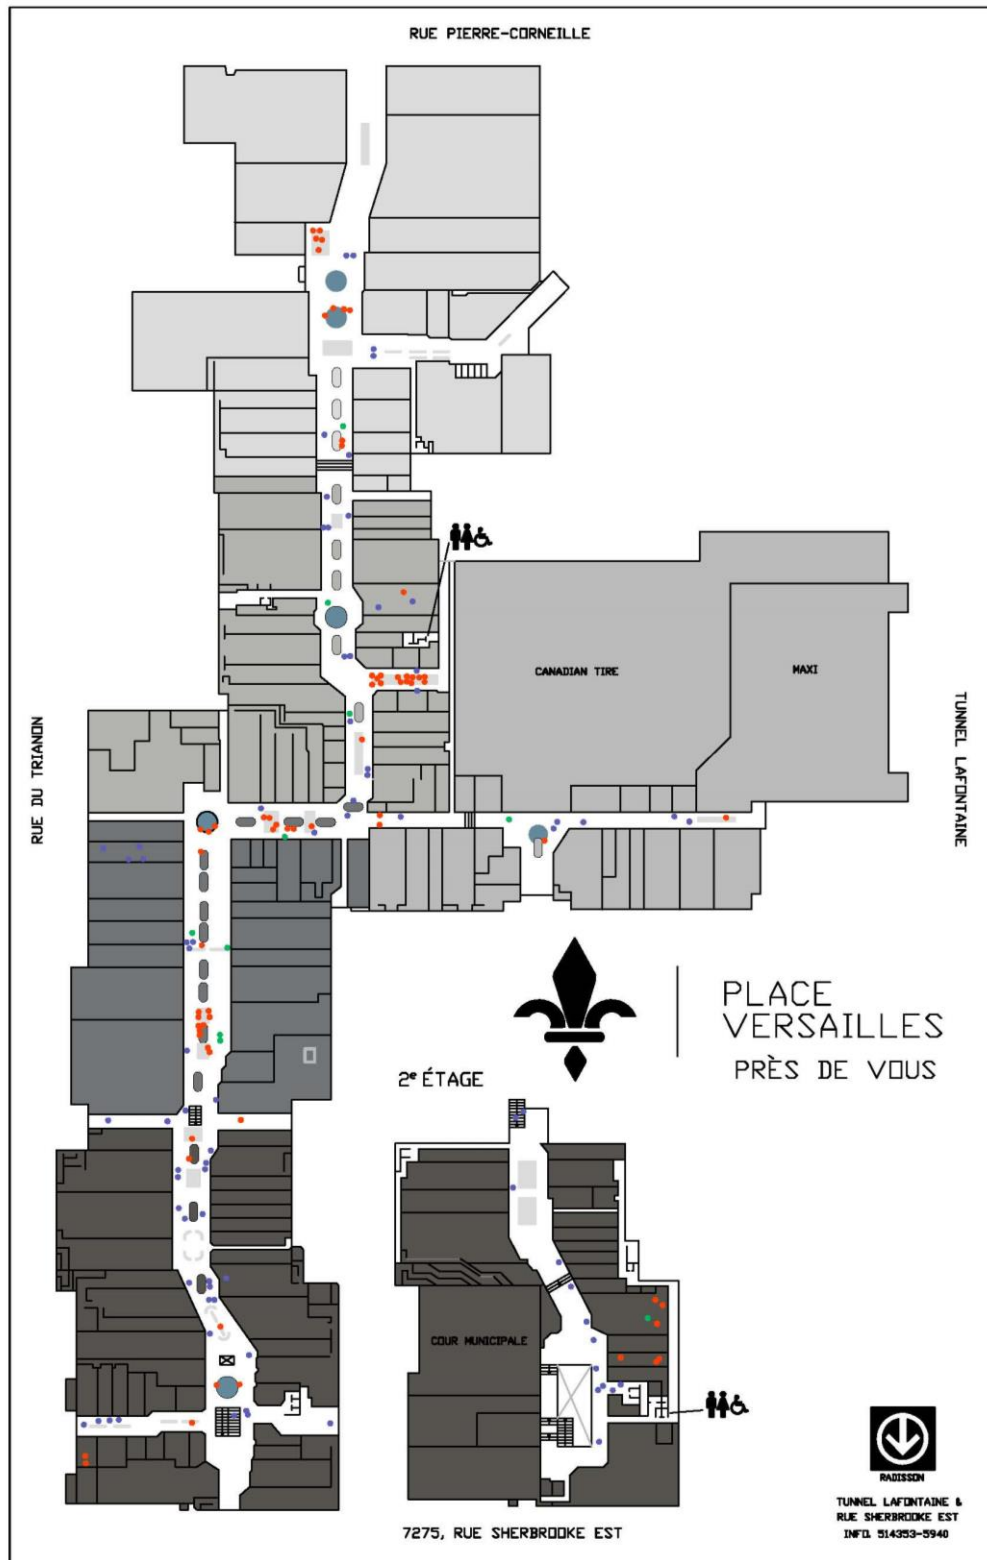 RUE PIERRE-CORNEILLE
CANADIAN TIRE
MAXI
RUE DU TRIANON
TUNNEL LAFONTAINE
PLACE
VERSAILLES
PRÈS DE VOUS
2e ÉTAGE
COUR MUNICIPALE
RADISSON
TUNNEL LAFONTAINE &
RUE SHERBROOKE EST
INFO. 514353-5940
7275, RUE SHERBROOKE EST